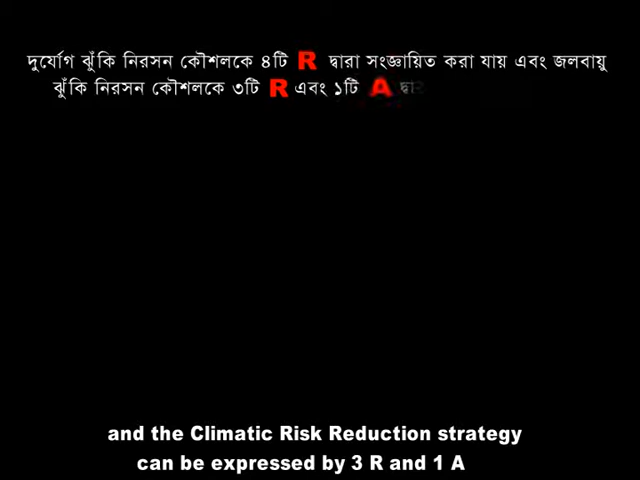 দুর্যোগ ঝুঁকি নিরসন কৌশলকে ৪টি R দ্বারা সংজ্ঞায়িত করা যায় এবং জলবায়ু
ঝুঁকি নিরসন কৌশলকে ৩টি R এবং ১টি A
and the Climatic Risk Reduction strategy
can be expressed by 3 R and 1 A